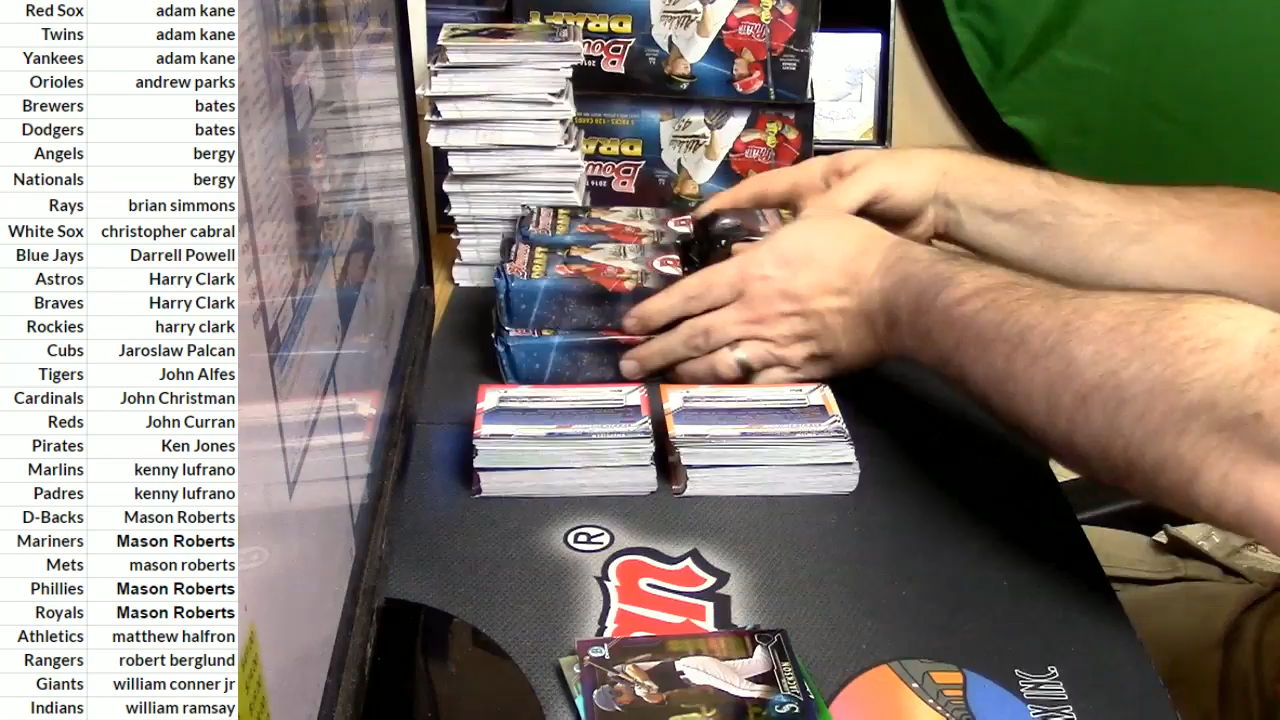 Red Sox adam kane
Twins adam kane
Yankees adam kane
Orioles andrew parks
Brewers bates
Dodgers bates
Angels bergy
Nationals bergy
Rays brian simmons
White Sox christopher cabral
Blue Jays Darrell Powell
Astros Harry Clark
Braves Harry Clark
Rockies harry clark
Cubs Jaroslaw Palcan
Tigers John Alfes
Cardinals John Christman
Reds John Curran
Pirates Ken Jones
Marlins kenny lufrano
Padres kenny lufrano
D-Backs Mason Roberts
Mariners Mason Roberts
Mets mason roberts
Phillies Mason Roberts
Royals Mason Roberts
Athletics matthew halfron
Rangers robert berglund
Giants william conner jr
Indians william ramsay
Bowman
DRAFT
Bowman
DRAFT
DRAFT
DRAFT
®
JACKSON
INC